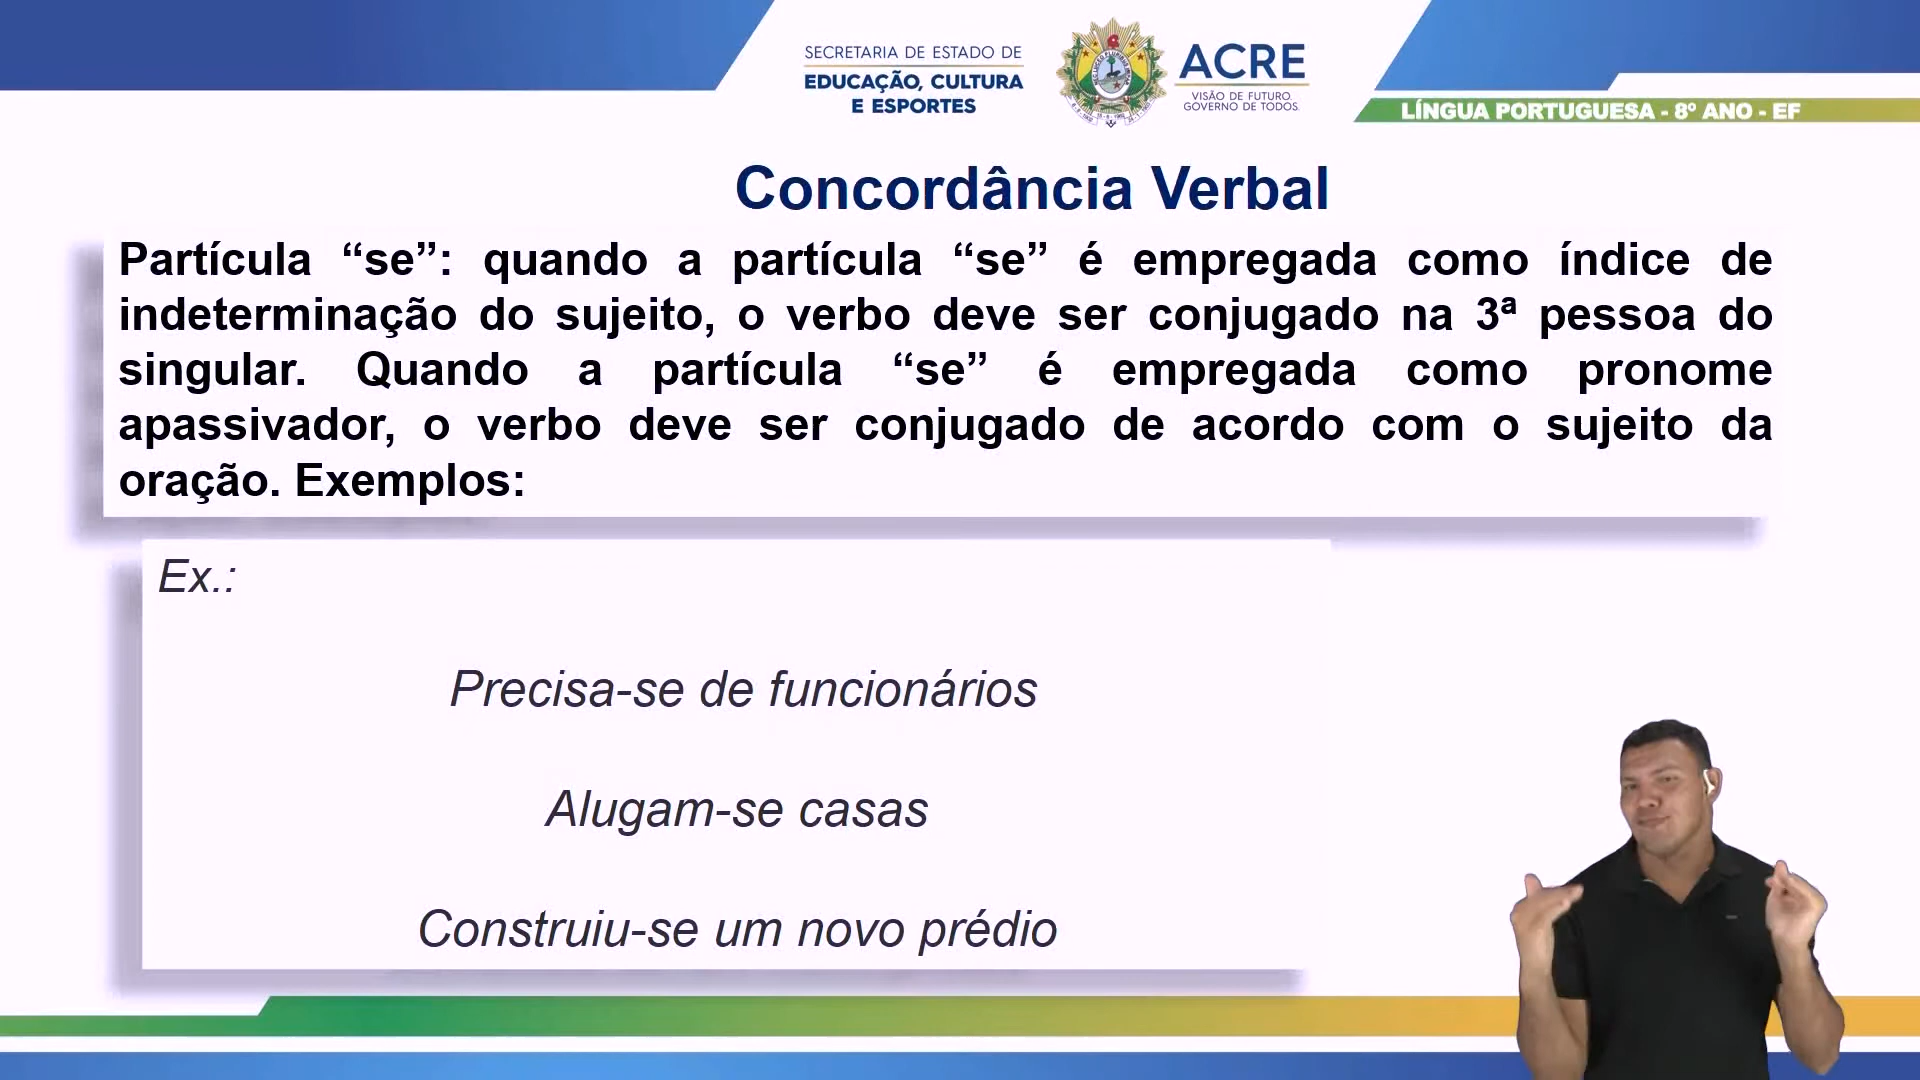 SECRETARIA DE ESTADO DE
EDUCAÇÃO, CULTURA
E ESPORTES
ACRE
VISÃO DE FUTURO.
GOVERNO DE TODOS.
LÍNGUA PORTUGUESA - 8º ANO - EF
Concordância Verbal
Partícula “se”: quando a partícula “se” é empregada como índice de
indeterminação do sujeito, o verbo deve ser conjugado na 3ª pessoa do
singular. Quando a partícula “se” é empregada como pronome
apassivador, o verbo deve ser conjugado de acordo com o sujeito da
oração. Exemplos:
Ex.:
Precisa-se de funcionários
Alugam-se casas
Construiu-se um novo prédio